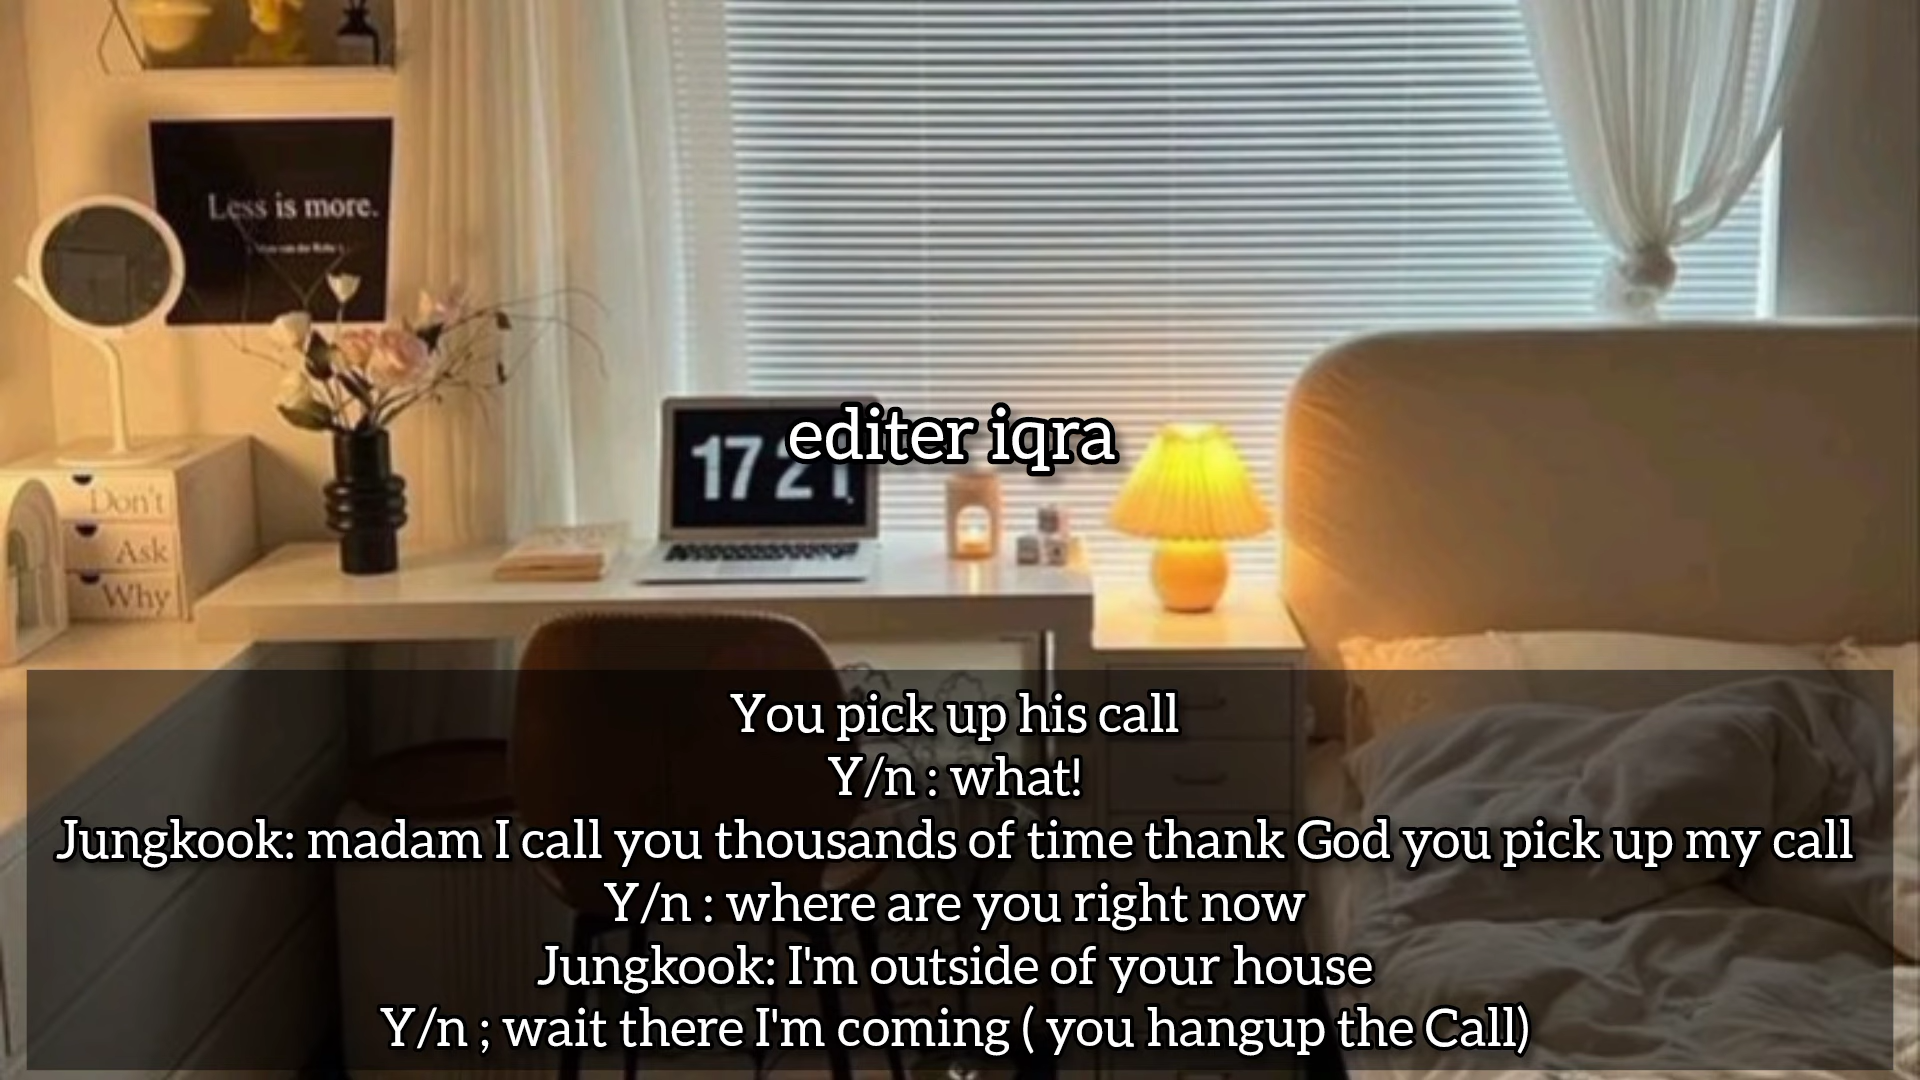 Less is more.
editer iqra
17 21
Don't
Ask
Why
You pick up his call
Y/n : what!
Jungkook: madam I call you thousands of time thank God you pick up my call
Y/n : where are you right now
Jungkook: I'm outside of your house
Y/n ; wait there I'm coming ( you hangup the Call)